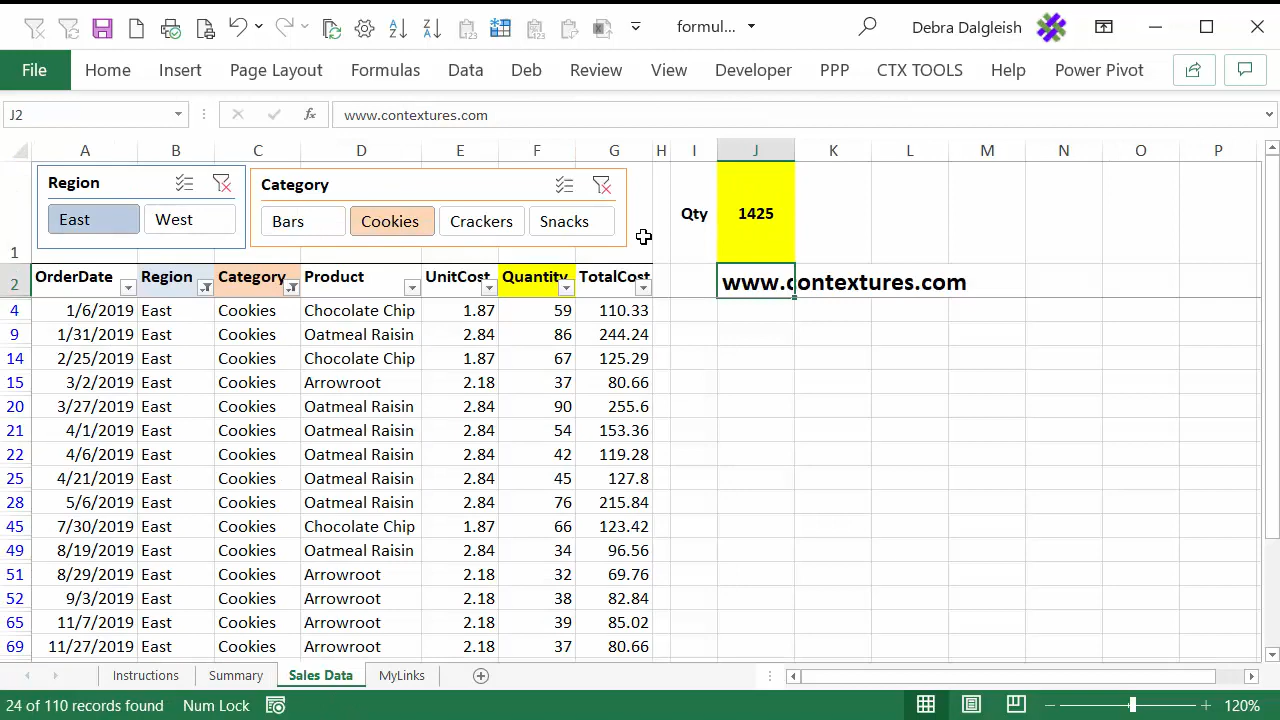 formul...
Debra Dalgleish
File Home Insert Page Layout Formulas Data Deb Review View Developer PPP CTX TOOLS Help Power Pivot
J2 fx www.contextures.com
A B C D E F G H I J K L M N O P
Region
East West
Category
Bars Cookies Crackers Snacks
Qty 1425
1
2 OrderDate Region Category Product UnitCost Quantity TotalCost www.contextures.com
4 1/6/2019 East Cookies Chocolate Chip 1.87 59 110.33
9 1/31/2019 East Cookies Oatmeal Raisin 2.84 86 244.24
14 2/25/2019 East Cookies Chocolate Chip 1.87 67 125.29
15 3/2/2019 East Cookies Arrowroot 2.18 37 80.66
20 3/27/2019 East Cookies Oatmeal Raisin 2.84 90 255.6
21 4/1/2019 East Cookies Oatmeal Raisin 2.84 54 153.36
22 4/6/2019 East Cookies Oatmeal Raisin 2.84 42 119.28
25 4/21/2019 East Cookies Oatmeal Raisin 2.84 45 127.8
28 5/6/2019 East Cookies Oatmeal Raisin 2.84 76 215.84
45 7/30/2019 East Cookies Chocolate Chip 1.87 66 123.42
49 8/19/2019 East Cookies Oatmeal Raisin 2.84 34 96.56
51 8/29/2019 East Cookies Arrowroot 2.18 32 69.76
52 9/3/2019 East Cookies Arrowroot 2.18 38 82.84
65 11/7/2019 East Cookies Arrowroot 2.18 39 85.02
69 11/27/2019 East Cookies Arrowroot 2.18 37 80.66
Instructions Summary Sales Data MyLinks
24 of 110 records found Num Lock 120%